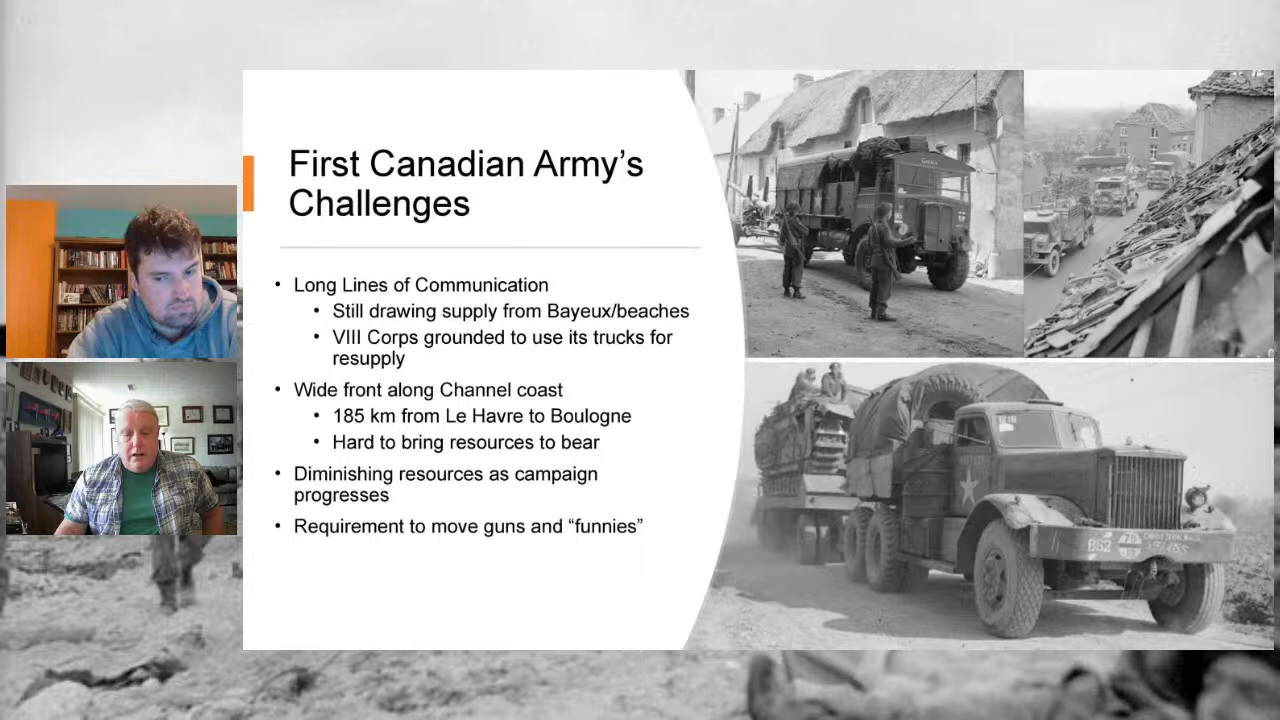 First Canadian Army’s
Challenges
• Long Lines of Communication
• Still drawing supply from Bayeux/beaches
• VIII Corps grounded to use its trucks for
resupply
• Wide front along Channel coast
• 185 km from Le Havre to Boulogne
• Hard to bring resources to bear
• Diminishing resources as campaign
progresses
• Requirement to move guns and “funnies”